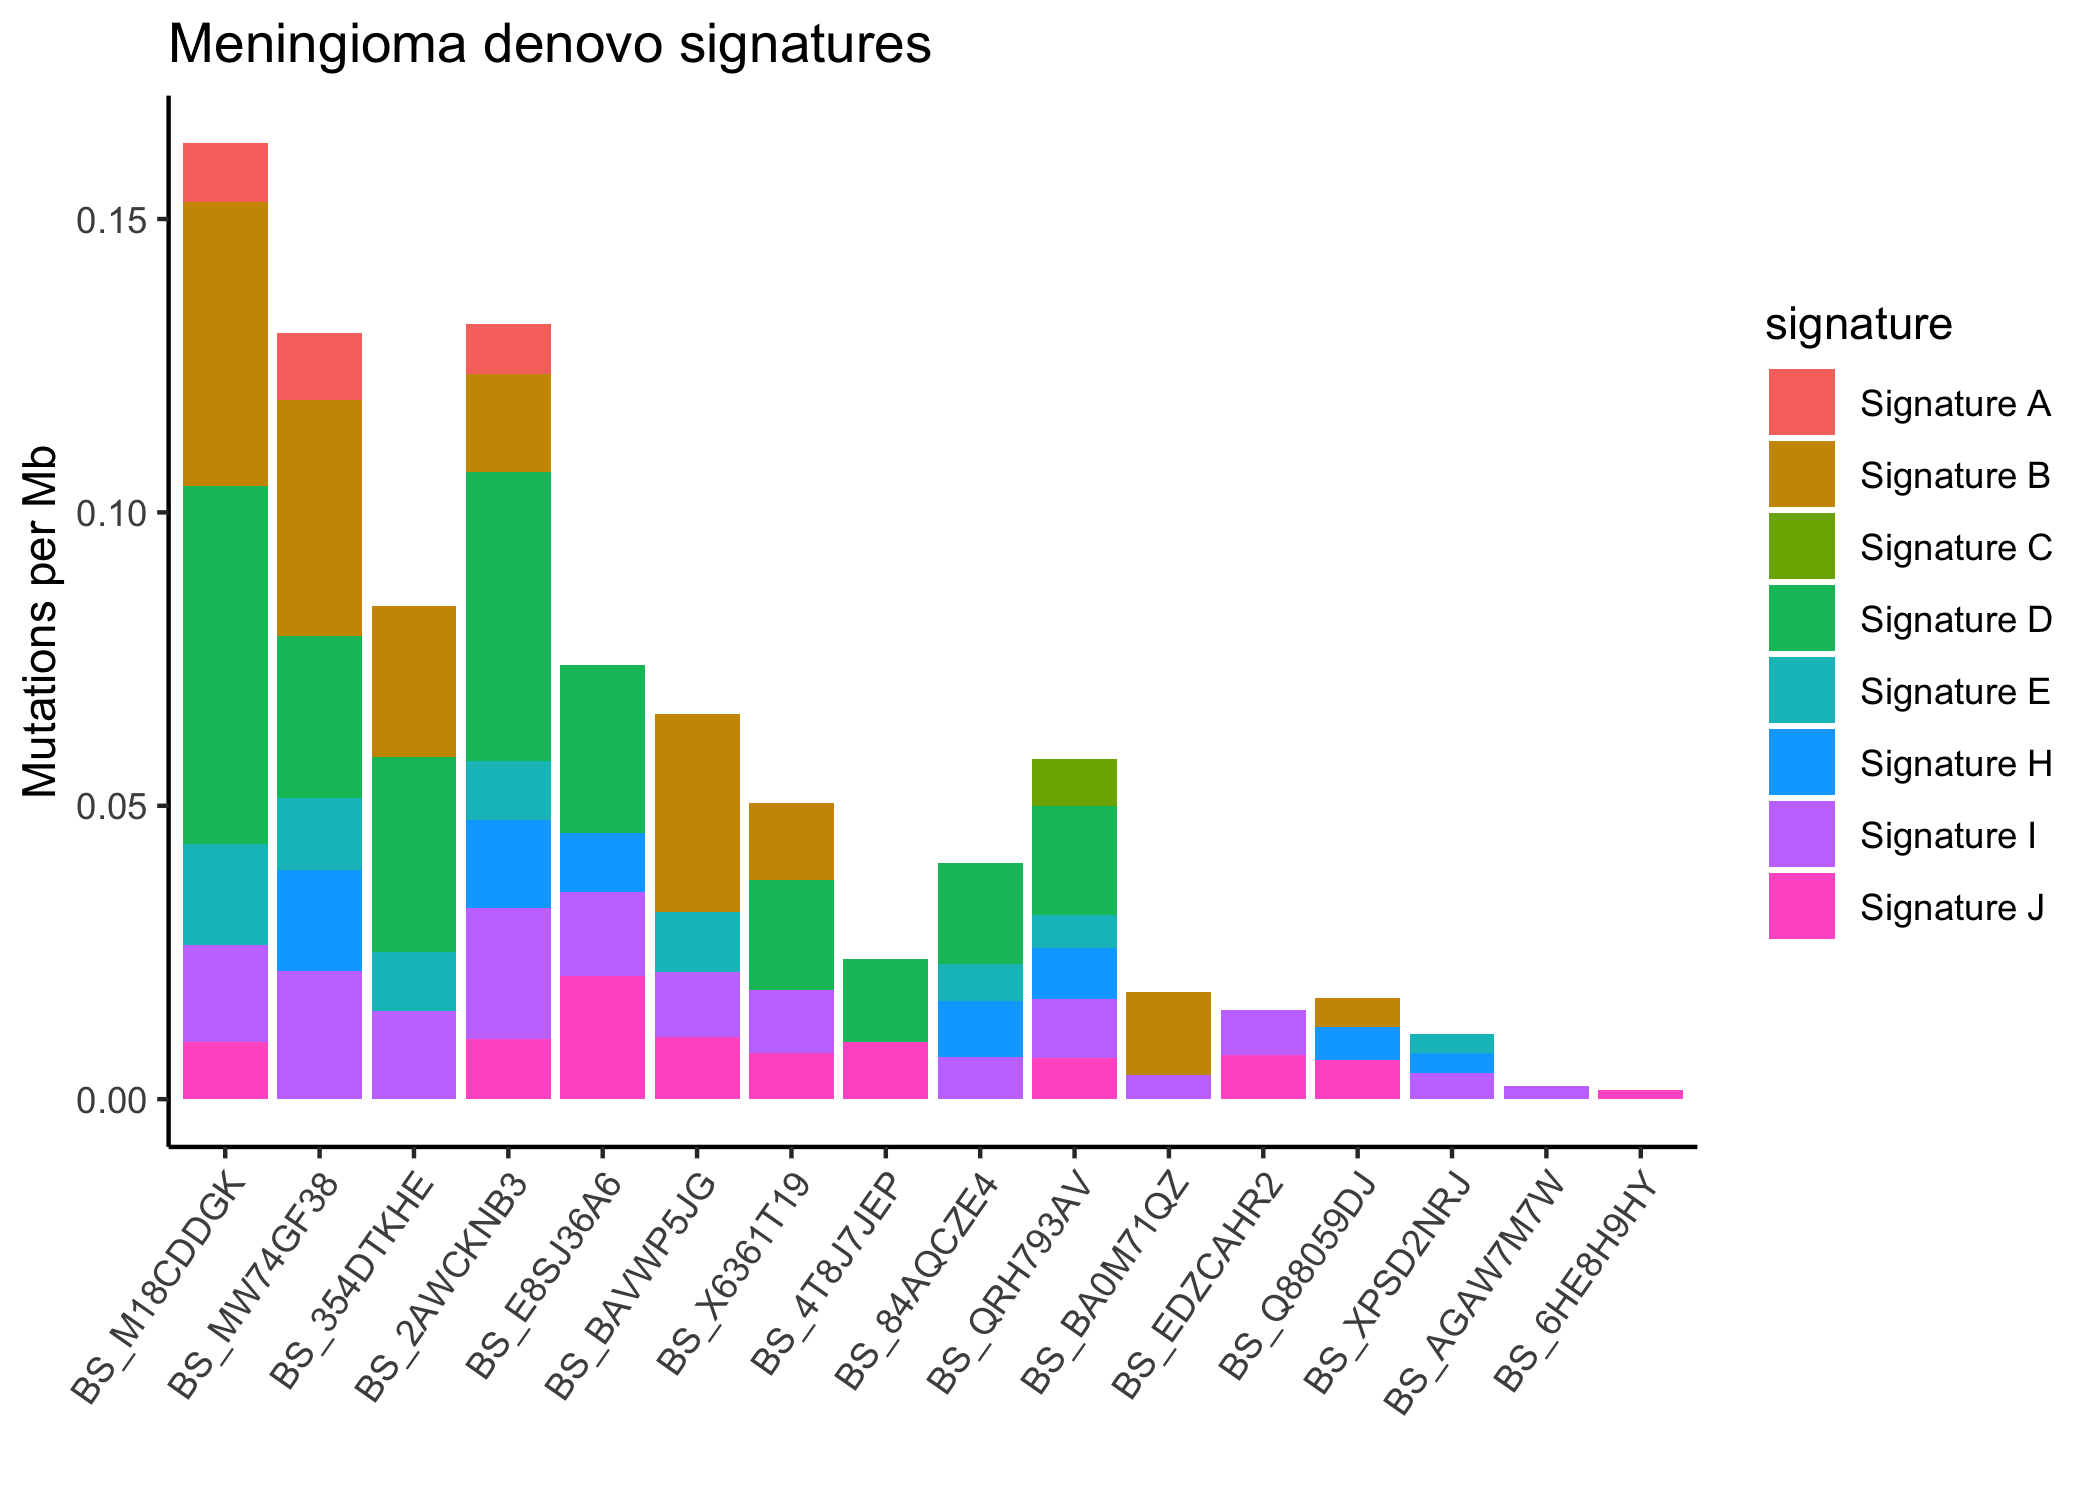 Meningioma denovo signatures
Mutations per Mb
0.15
0.10
0.05
0.00
BS_M18CDDGK
BS_MW74GF38
BS_354DTKHE
BS_2AWCKNB3
BS_E8SJ36A6
BS_BAVWP5JG
BS_X6361T19
BS_4T8J7JEP
BS_84AQCZE4
BS_QRH793AV
BS_BA0M71QZ
BS_EDZCAHR2
BS_Q88059DJ
BS_XPSD2NRJ
BS_AGAW7M7W
BS_6HE8H9HY
signature
Signature A
Signature B
Signature C
Signature D
Signature E
Signature H
Signature I
Signature J